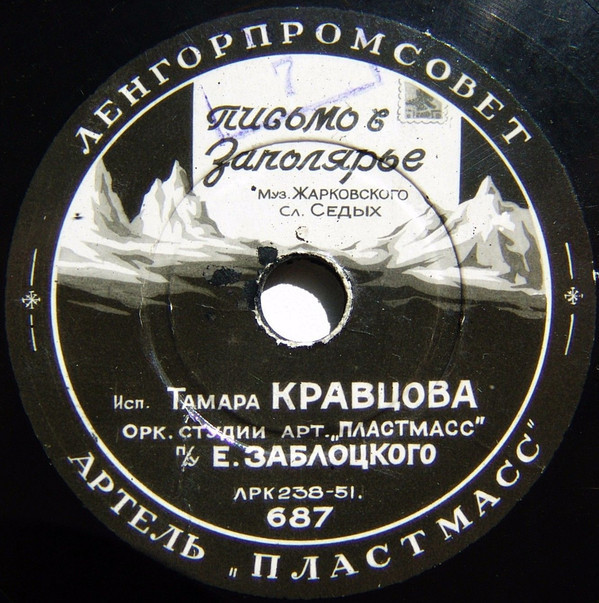 ЛЕНГОРПРОМСОВЕТ
7
письмо в
Заполярье
Муз. ЖАРКОВСКОГО
Сл. СЕДЫХ
Исп. ТАМАРА КРАВЦОВА
ОРК. СТУДИИ АРТ. „ПЛАСТМАСС"
п/у Е. ЗАБЛОЦКОГО
ЛРК 238-51.
687
АРТЕЛЬ „ПЛАСТМАСС"